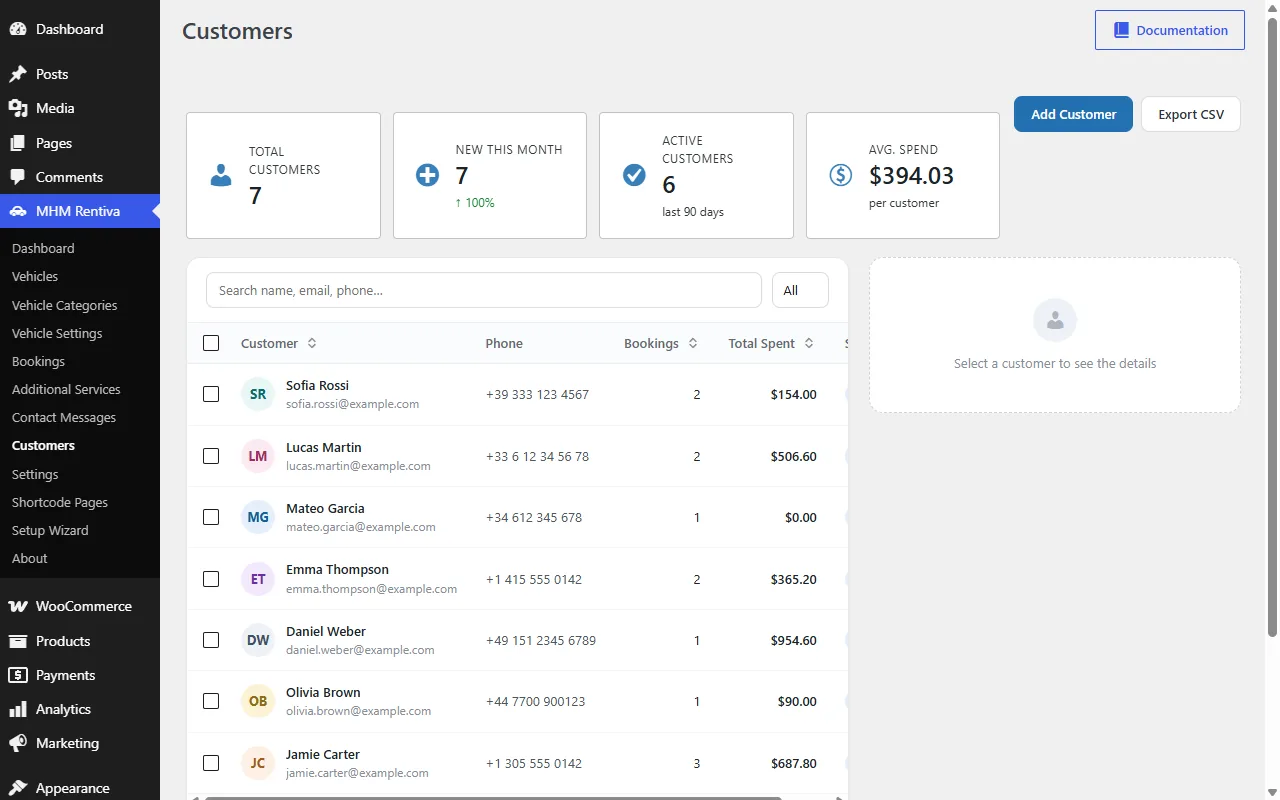 Dashboard
Posts
Media
Pages
Comments
MHM Rentiva
Dashboard
Vehicles
Vehicle Categories
Vehicle Settings
Bookings
Additional Services
Contact Messages
Customers
Settings
Shortcode Pages
Setup Wizard
About
WooCommerce
Products
Payments
Analytics
Marketing
Appearance
Customers
Documentation
TOTAL
CUSTOMERS
7
NEW THIS MONTH
7
↑ 100%
ACTIVE
CUSTOMERS
6
last 90 days
AVG. SPEND
$394.03
per customer
Add Customer
Export CSV
Search name, email, phone...
All
Customer Phone Bookings Total Spent
SR Sofia Rossi +39 333 123 4567 2 $154.00
sofia.rossi@example.com
LM Lucas Martin +33 6 12 34 56 78 2 $506.60
lucas.martin@example.com
MG Mateo Garcia +34 612 345 678 1 $0.00
mateo.garcia@example.com
ET Emma Thompson +1 415 555 0142 2 $365.20
emma.thompson@example.com
DW Daniel Weber +49 151 2345 6789 1 $954.60
daniel.weber@example.com
OB Olivia Brown +44 7700 900123 1 $90.00
olivia.brown@example.com
JC Jamie Carter +1 305 555 0142 3 $687.80
jamie.carter@example.com
Select a customer to see the details